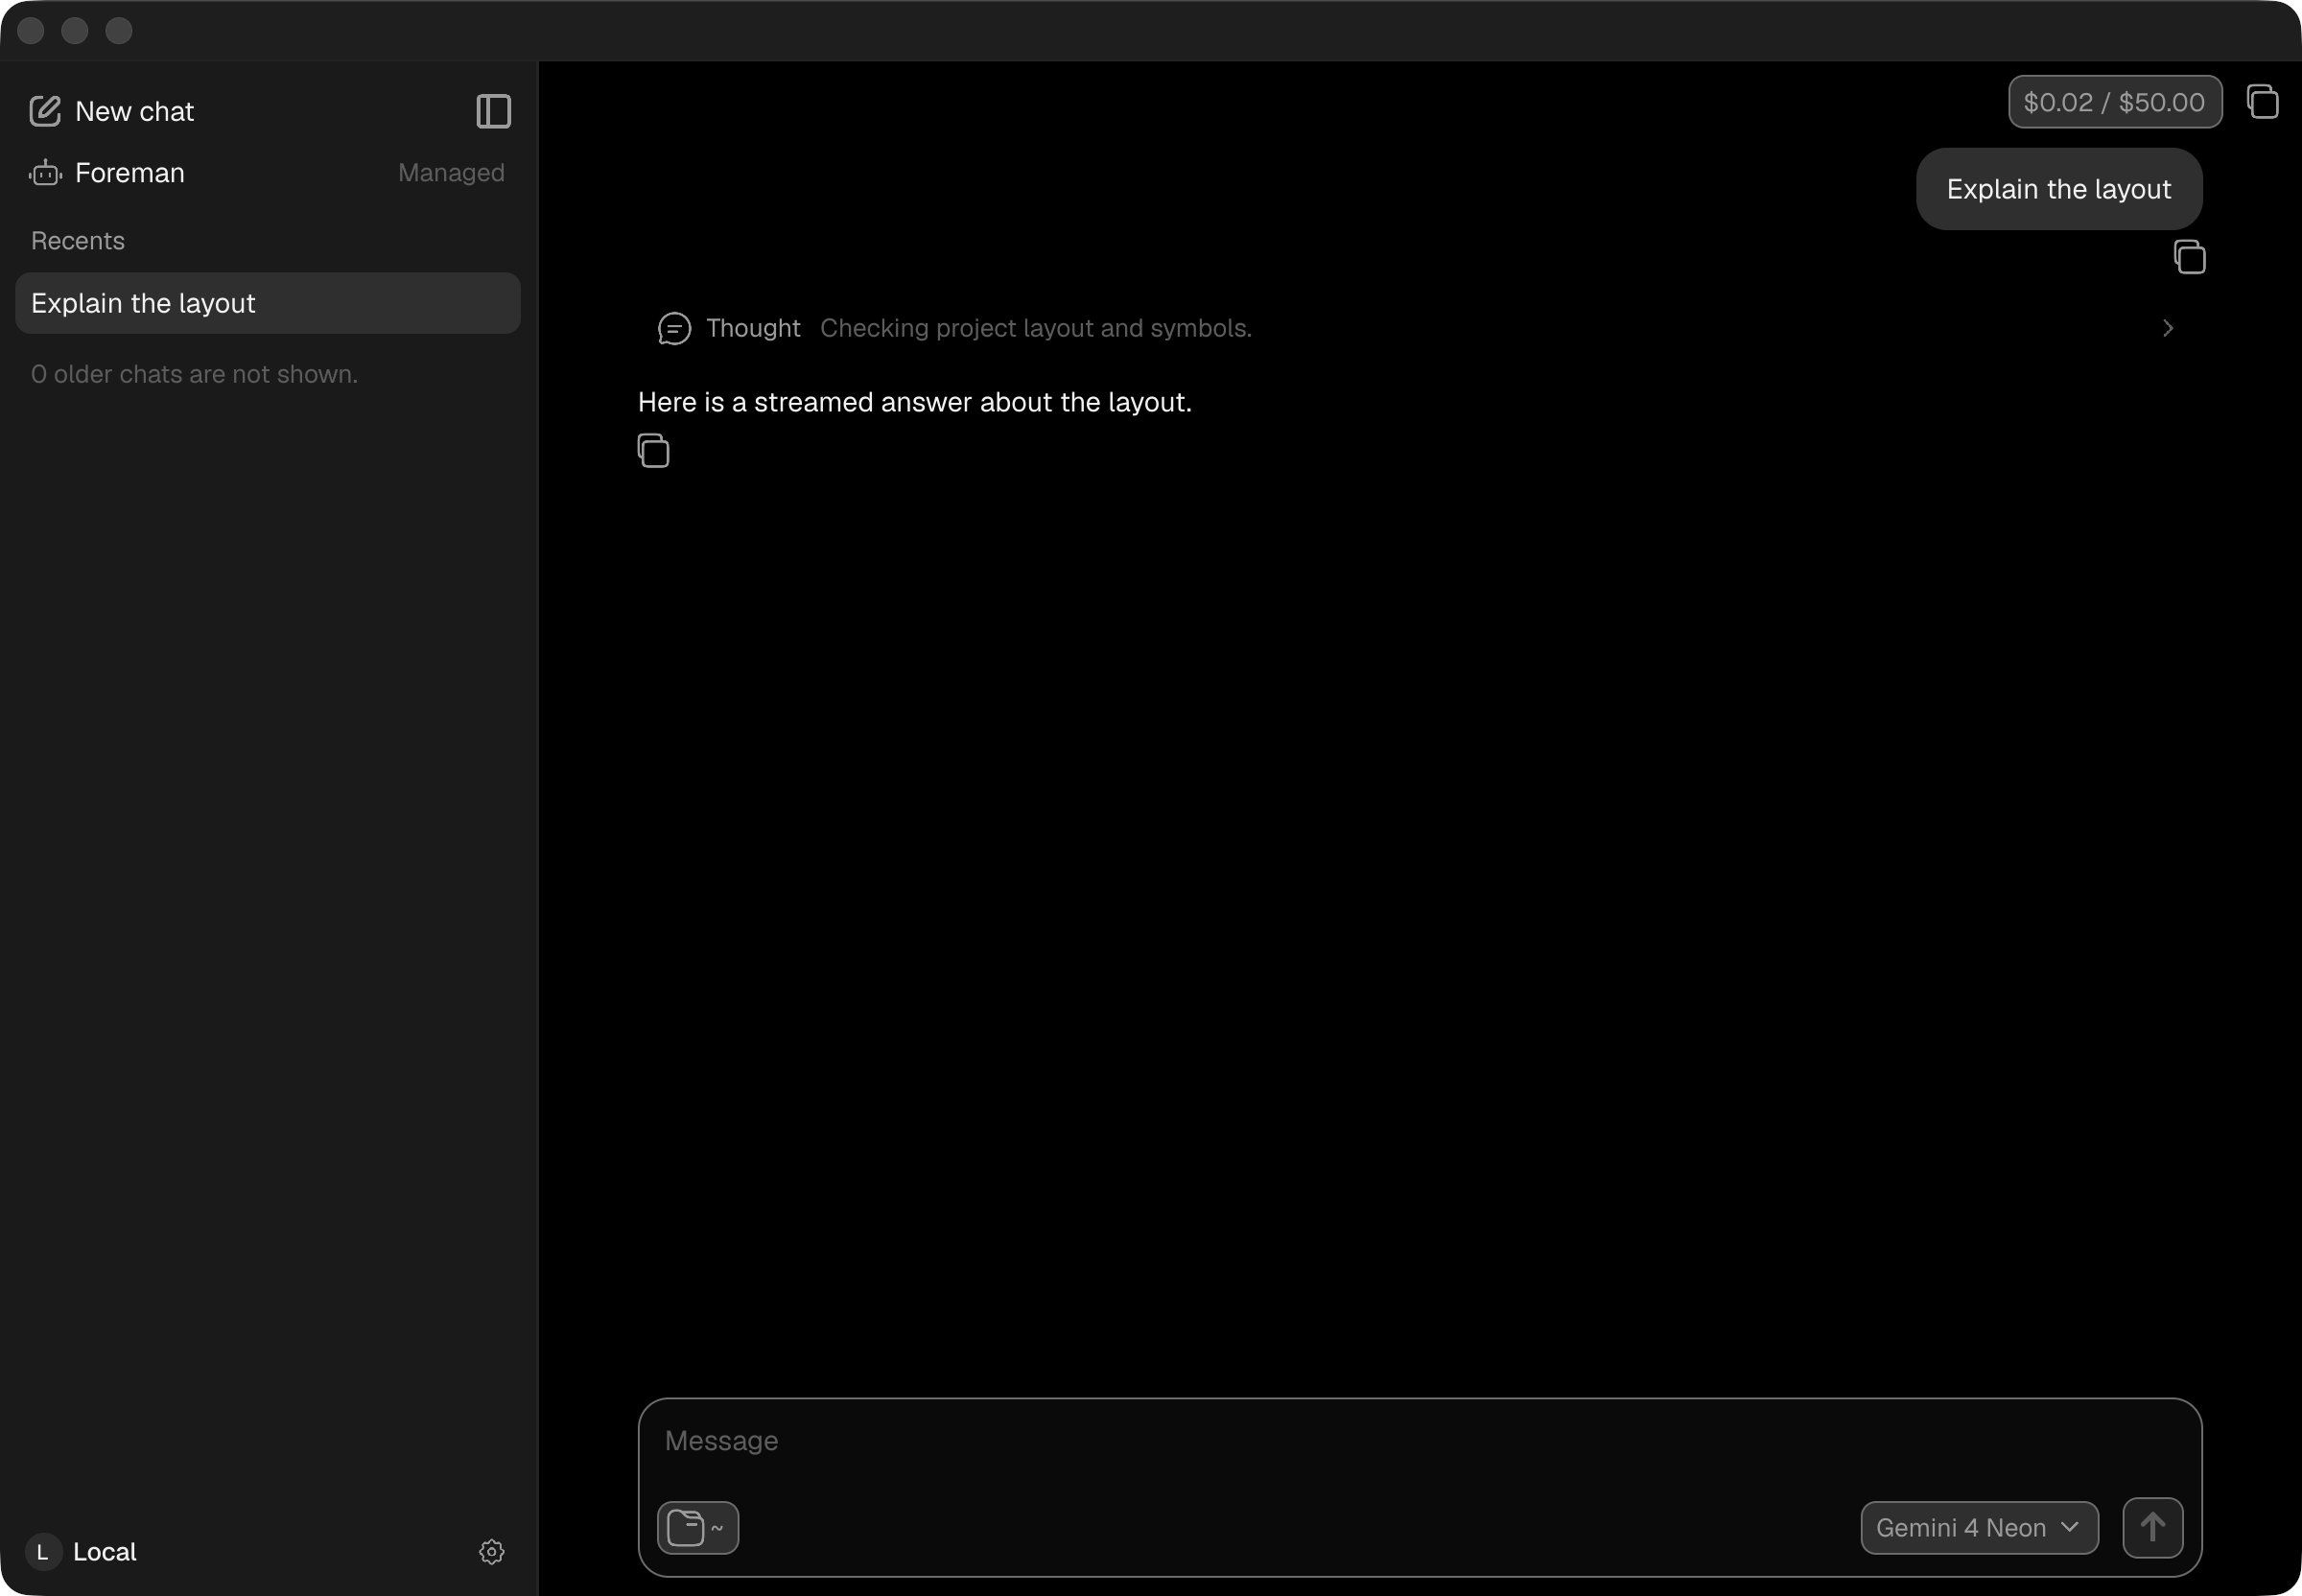 New chat
Foreman
Managed
Recents
Explain the layout
0 older chats are not shown.
L
Local
$0.02 / $50.00
Explain the layout
Thought Checking project layout and symbols.
Here is a streamed answer about the layout.
Message
~
Gemini 4 Neon